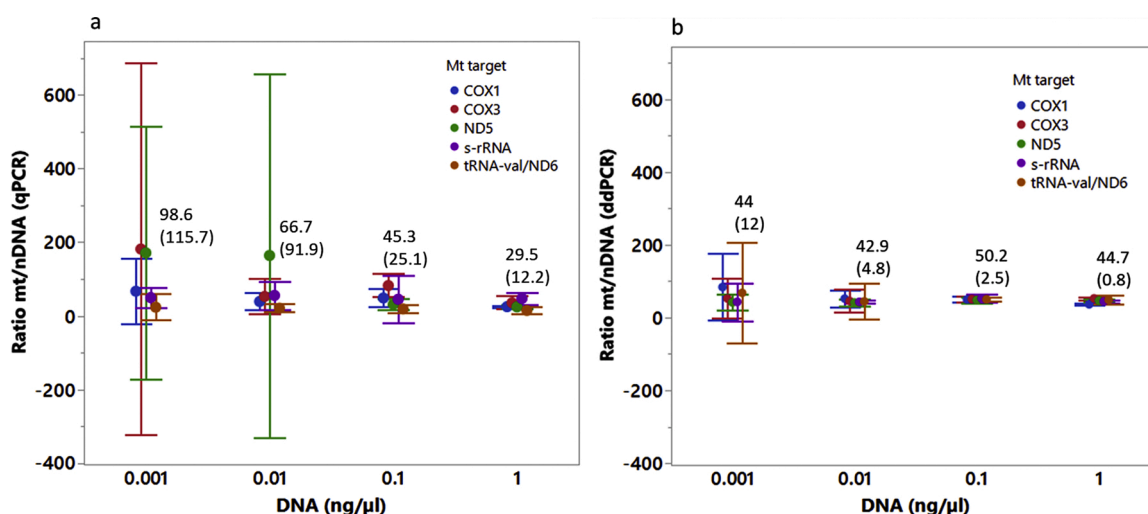 a
Ratio mt/nDNA (qPCR)
600
400
200
0
-200
-400
Mt target
COX1
COX3
ND5
s-rRNA
tRNA-val/ND6
98.6
(115.7)
66.7
(91.9)
45.3
(25.1)
29.5
(12.2)
0.001
0.01
0.1
1
DNA (ng/µl)
b
Ratio mt/nDNA (ddPCR)
600
400
200
0
-200
-400
Mt target
COX1
COX3
ND5
s-rRNA
tRNA-val/ND6
44
(12)
42.9
(4.8)
50.2
(2.5)
44.7
(0.8)
0.001
0.01
0.1
1
DNA (ng/µl)